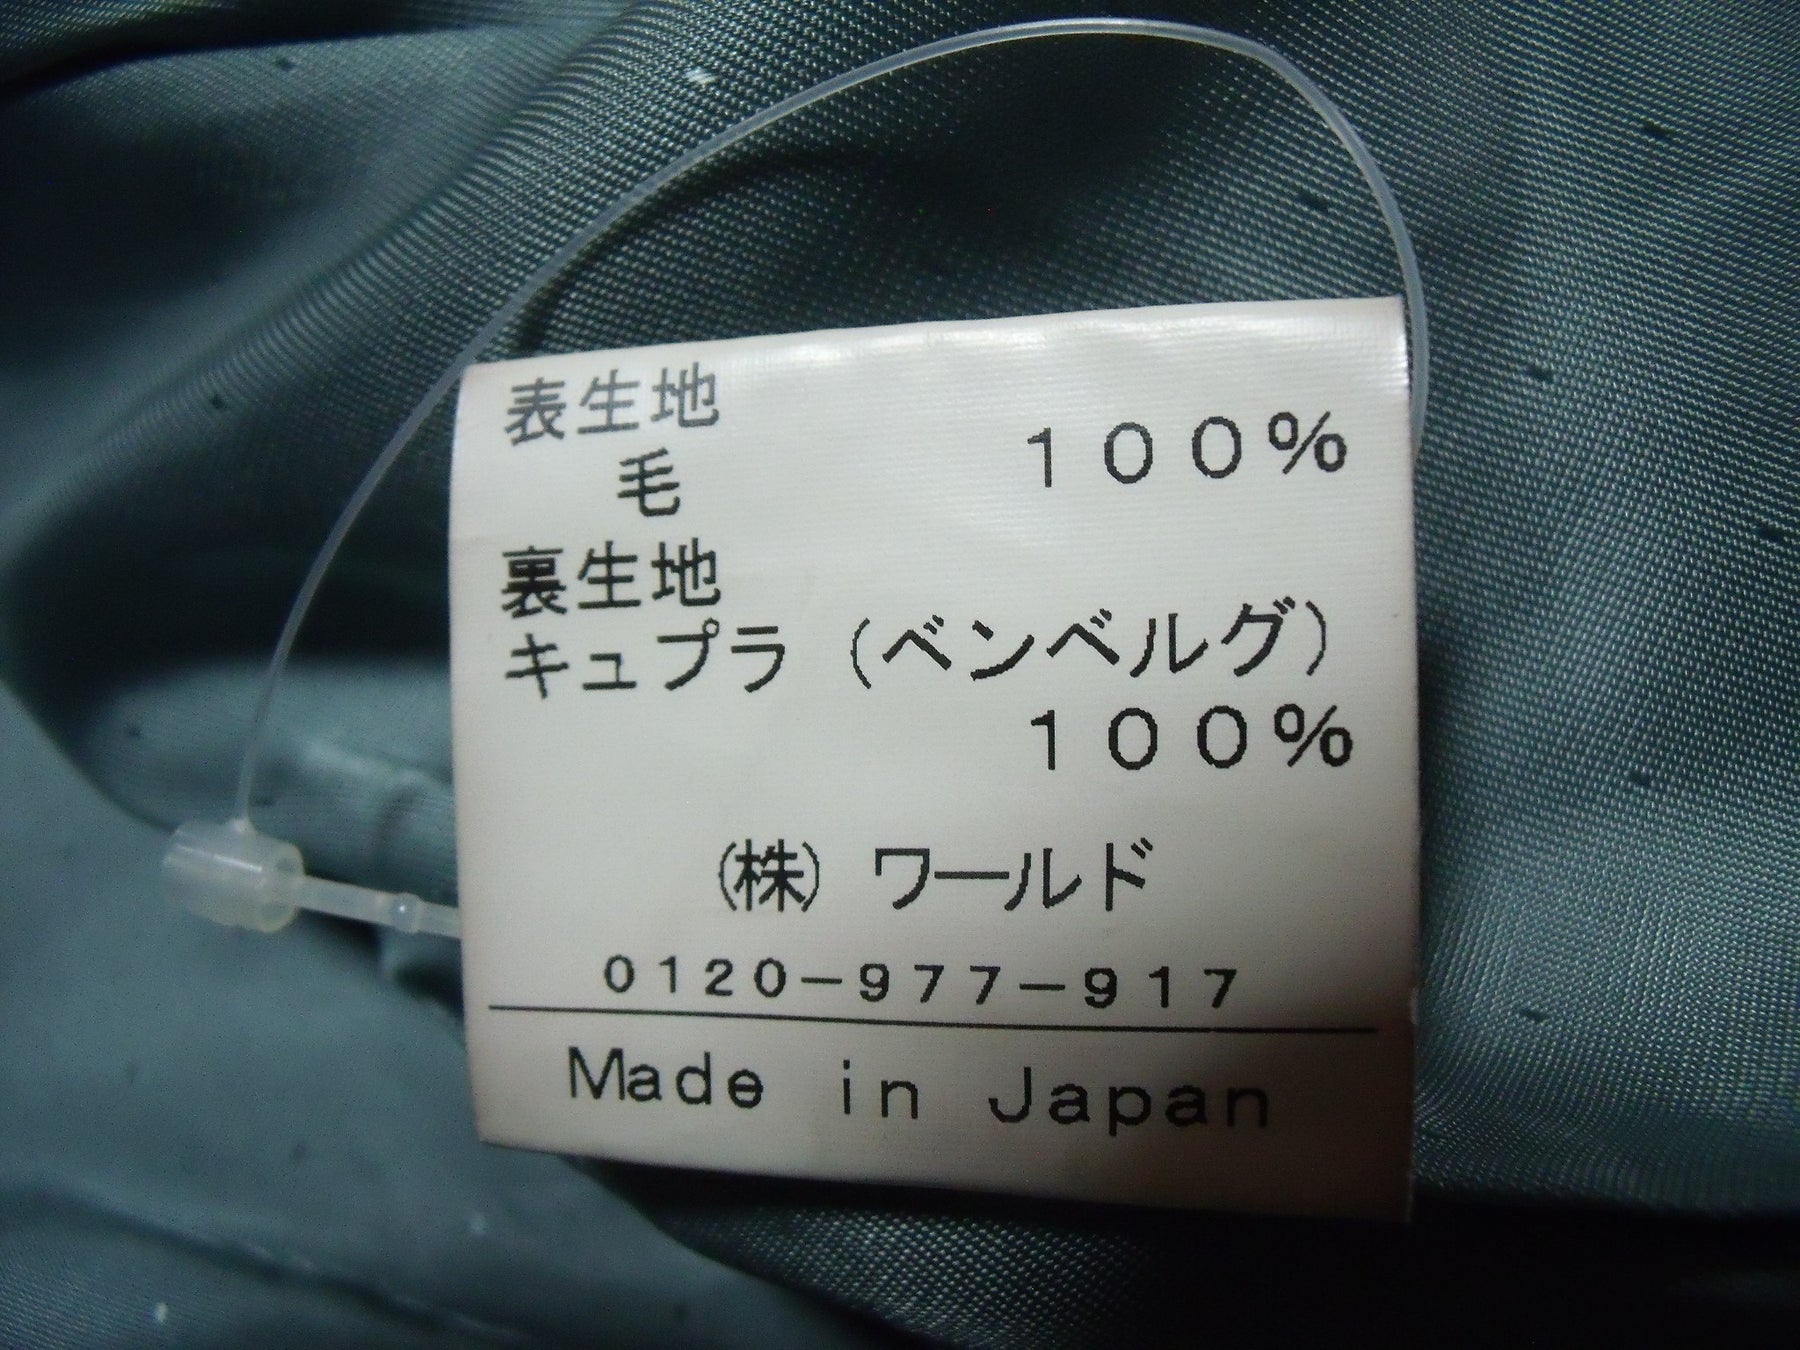 表生地
毛 100%
裏生地
キュプラ(ベンベルグ)
100%
(株)ワールド
0120-977-917
Made in Japan